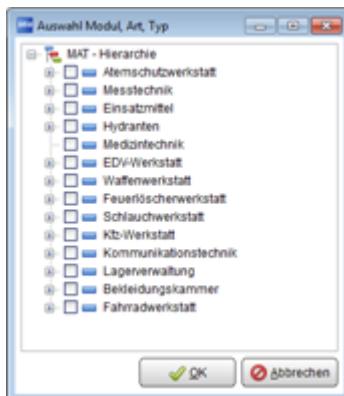 Auswahl Modul, Art, Typ
MAT - Hierarchie
Atemschutzwerkstatt
Messtechnik
Einsatzmittel
Hydranten
Medizintechnik
EDV-Werkstatt
Waffenwerkstatt
Feuerlöscherwerkstatt
Schlauchwerkstatt
Kfz-Werkstatt
Kommunikationstechnik
Lagerverwaltung
Bekleidungskammer
Fahrradwerkstatt
OK Abbrechen